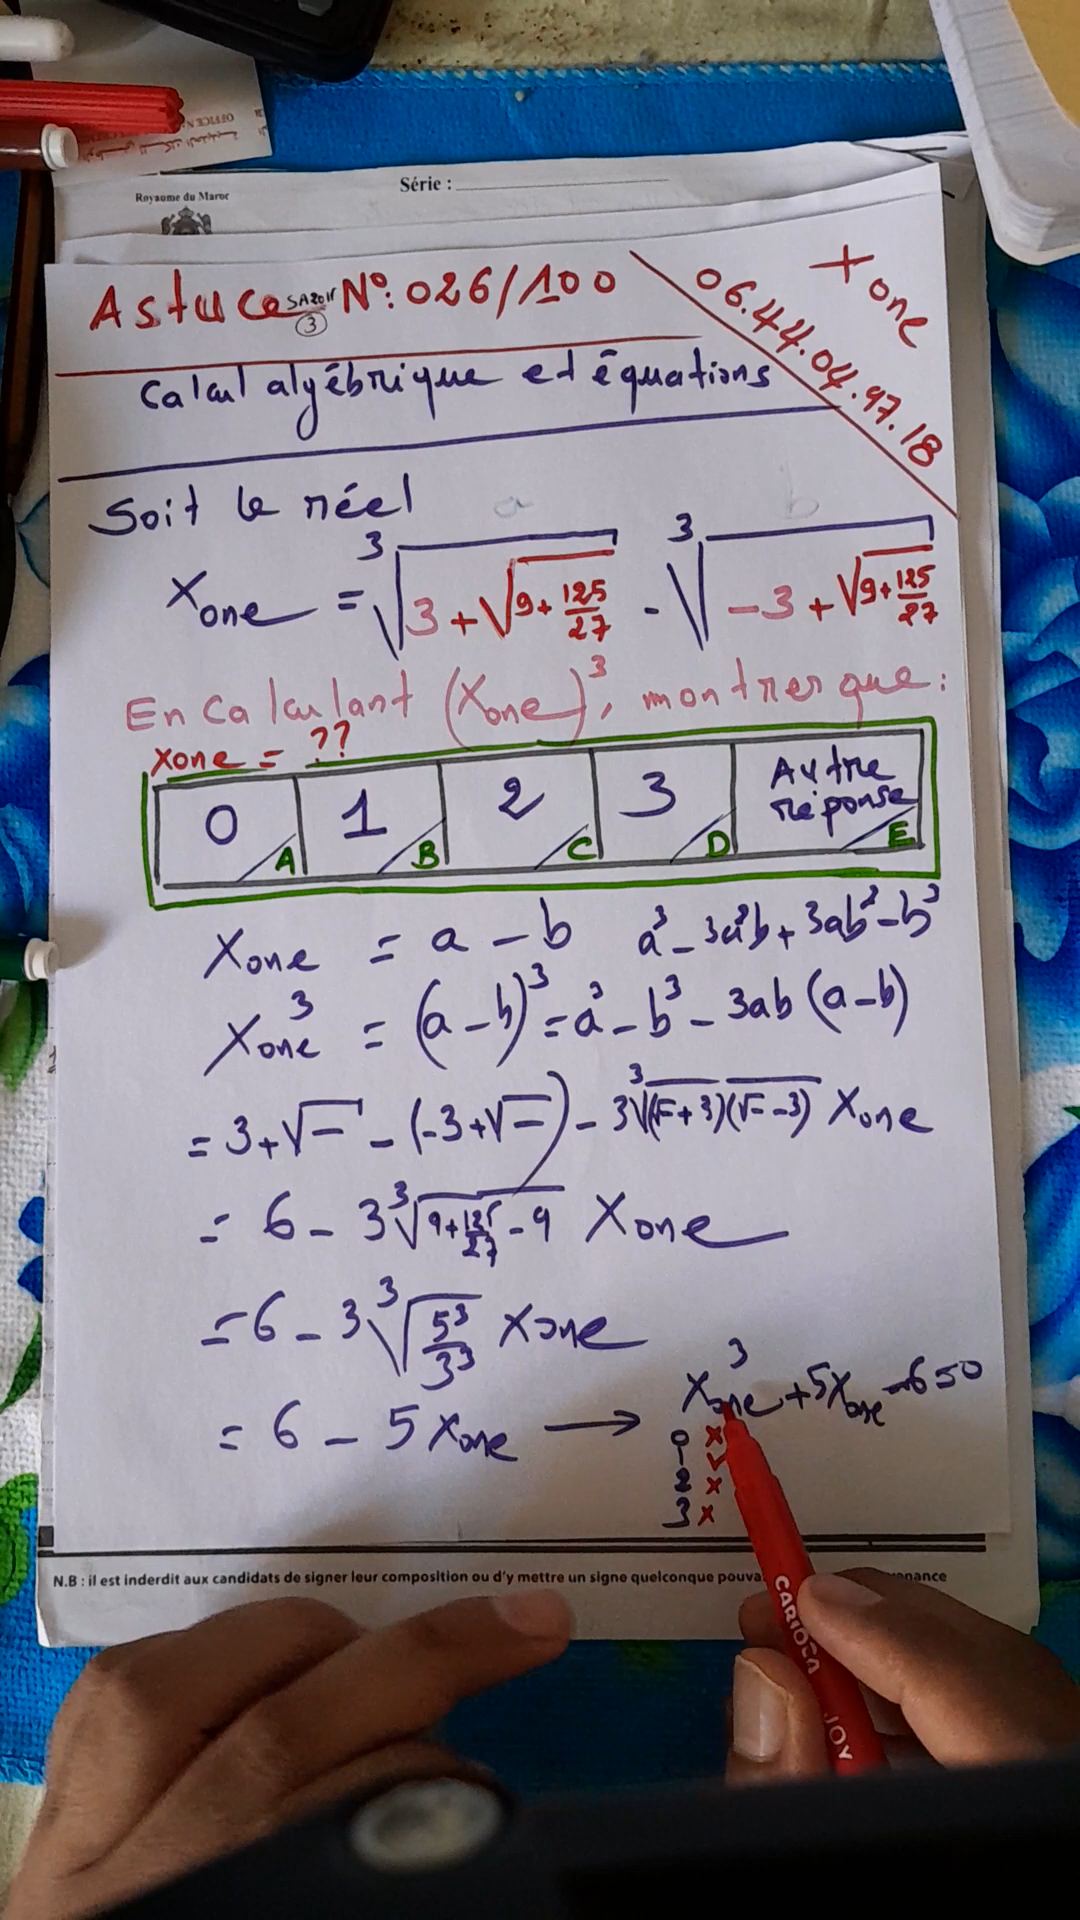 Royaume du Maroc
Série :
Astuce SA2015 N°: 026/100
3
Xone
06.44.04.97.18
Calcul algébrique et équations
Soit le réel
a b
Xone = ∛(3 + √(9 + 125/27)) - ∛(-3 + √(9 + 125/27))
En Calculant (Xone)³, montrer que :
Xone = ??
0 A 1 B 2 C 3 D Autre réponse E
Xone = a - b a³ - 3a²b + 3ab² - b³
Xone³ = (a - b)³ = a³ - b³ - 3ab (a - b)
= 3 + √‾ - (-3 + √‾) - 3∛((√‾ + 3)(√‾ - 3)) Xone
= 6 - 3∛(9 + 125/27 - 9) Xone
= 6 - 3∛(5³/3³) Xone
= 6 - 5 Xone → Xone³ + 5Xone - 6 = 0
0 x
1 ✓
2 x
3 x
N.B : il est interdit aux candidats de signer leur composition ou d'y mettre un signe quelconque pouva
CARIOCA JOY